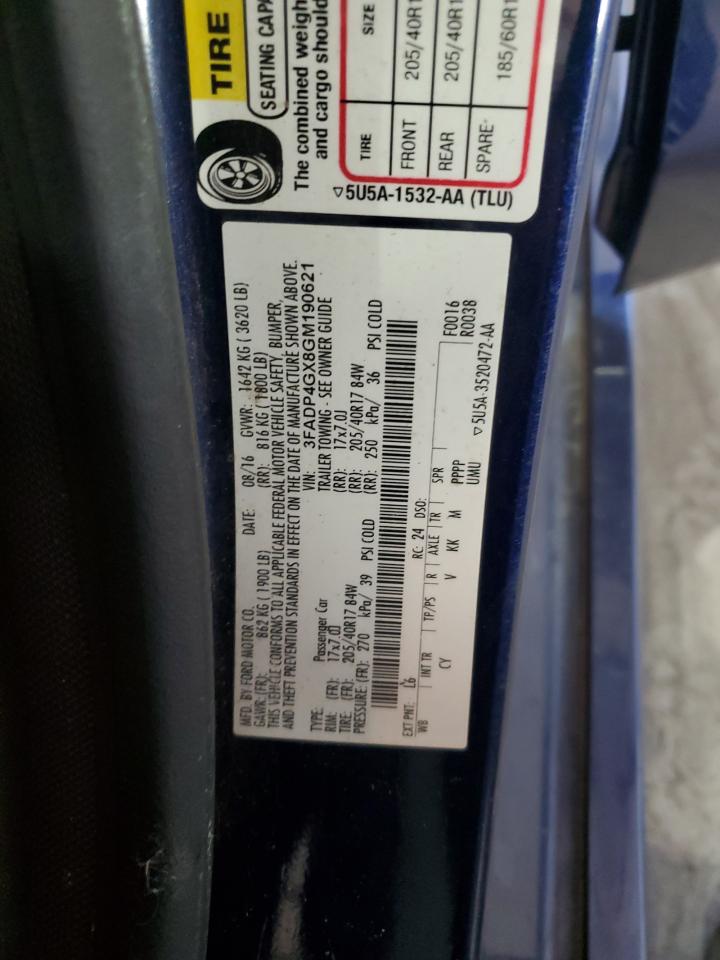 TIRE
SEATING CAPA
The combined weigh
and cargo should
TIRE SIZE
FRONT 205/40R1
REAR 205/40R1
SPARE 185/60R1
▽5U5A-1532-AA (TLU)
MFD. BY FORD MOTOR CO. DATE: 08/16 GVWR: 1642 KG ( 3620 LB)
GAWR: (FR): 862 KG ( 1900 LB) (RR): 816 KG ( 1800 LB)
THIS VEHICLE CONFORMS TO ALL APPLICABLE FEDERAL MOTOR VEHICLE SAFETY, BUMPER,
AND THEFT PREVENTION STANDARDS IN EFFECT ON THE DATE OF MANUFACTURE SHOWN ABOVE.
VIN: 3FADP4GX8GM190621
TYPE: Passenger Car TRAILER TOWING - SEE OWNER GUIDE
RIM: (FR): 17x7.0J (RR): 17x7.0J
TIRE: (FR): 205/40R17 84W (RR): 205/40R17 84W
PRESSURE: (FR): 270 kPa/ 39 PSI COLD (RR): 250 kPa/ 36 PSI COLD
EXT PNT: L6 RC: 24 DSO: F0016
WB INT TR TP/PS R AXLE TR SPR R0038
CY V KK M PPPP
UMU ▽5U5A-3520472-AA